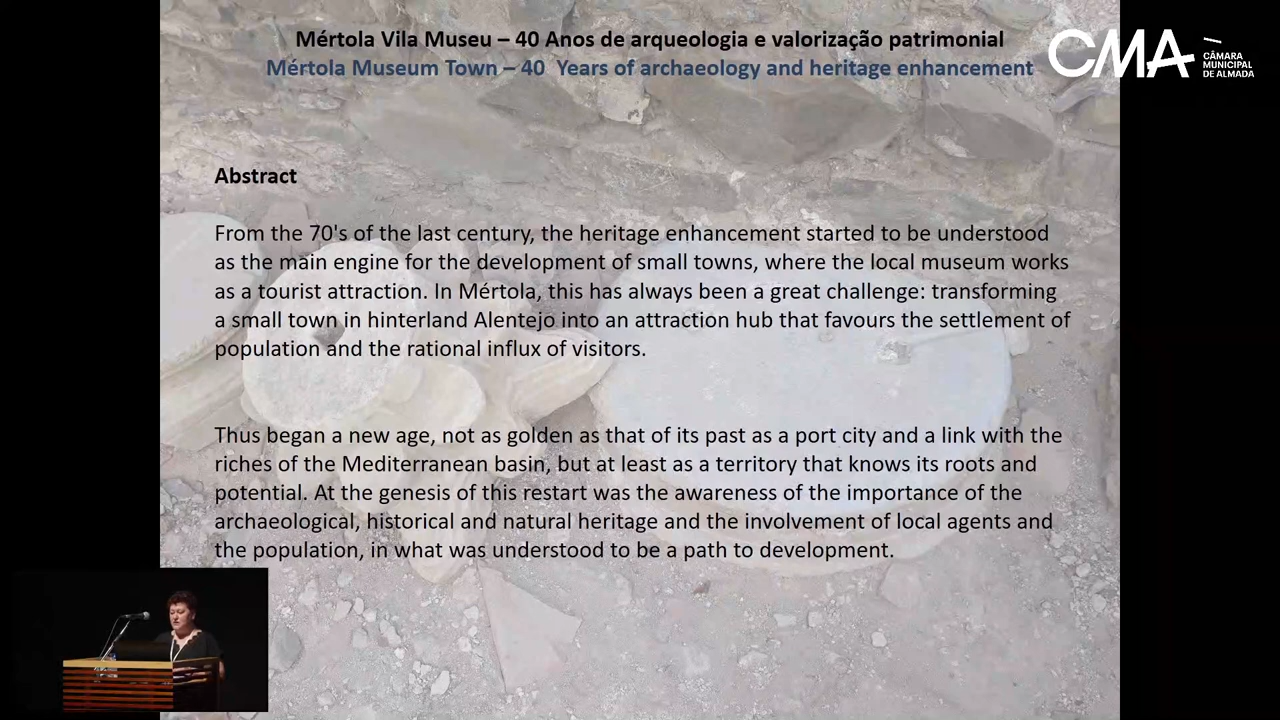 Mértola Vila Museu – 40 Anos de arqueologia e valorização patrimonial
Mértola Museum Town – 40 Years of archaeology and heritage enhancement
CMA
CÂMARA
MUNICIPAL
DE ALMADA
Abstract
From the 70's of the last century, the heritage enhancement started to be understood
as the main engine for the development of small towns, where the local museum works
as a tourist attraction. In Mértola, this has always been a great challenge: transforming
a small town in hinterland Alentejo into an attraction hub that favours the settlement of
population and the rational influx of visitors.
Thus began a new age, not as golden as that of its past as a port city and a link with the
riches of the Mediterranean basin, but at least as a territory that knows its roots and
potential. At the genesis of this restart was the awareness of the importance of the
archaeological, historical and natural heritage and the involvement of local agents and
the population, in what was understood to be a path to development.